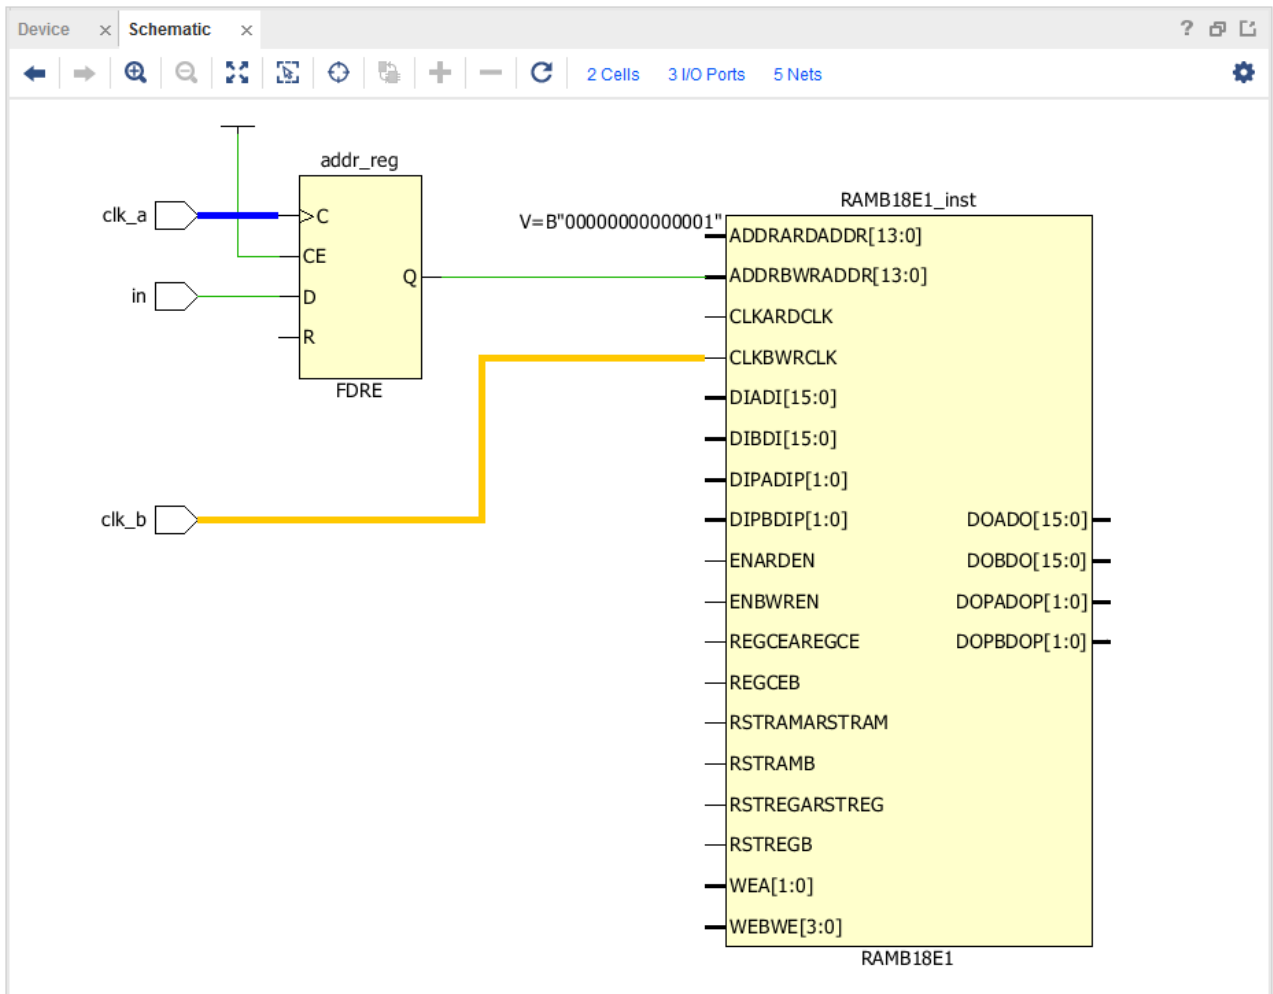 Device × Schematic ×
?
2 Cells 3 I/O Ports 5 Nets
addr_reg
clk_a
C
CE
in
D
Q
R
FDRE
clk_b
RAMB18E1_inst
V=B"00000000000001"
ADDRARDADDR[13:0]
ADDRBWRADDR[13:0]
CLKARDCLK
CLKBWRCLK
DIADI[15:0]
DIBDI[15:0]
DIPADIP[1:0]
DIPBDIP[1:0] DOADO[15:0]
ENARDEN DOBDO[15:0]
ENBWREN DOPADOP[1:0]
REGCEAREGCE DOPBDOP[1:0]
REGCEB
RSTRAMARSTRAM
RSTRAMB
RSTREGARSTREG
RSTREGB
WEA[1:0]
WEBWE[3:0]
RAMB18E1